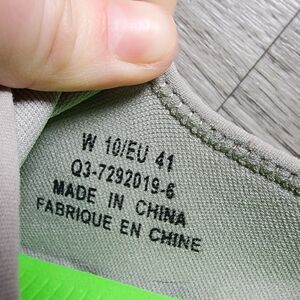 W 10/EU 41
Q3-7292019-6
MADE IN CHINA
FABRIQUE EN CHINE